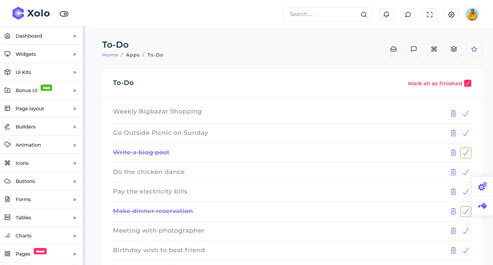 Xolo
Search...
Dashboard
Widgets
UI Kits
Bonus UI
Page layout
Builders
Animation
Icons
Buttons
Forms
Tables
Charts
Pages
To-Do
Home / Apps / To-Do
To-Do
Mark all as finished
Weekly Bigbazar Shopping
Go Outside Picnic on Sunday
Write a blog post
Do the chicken dance
Pay the electricity bills
Make dinner reservation
Meeting with photographer
Birthday wish to best friend